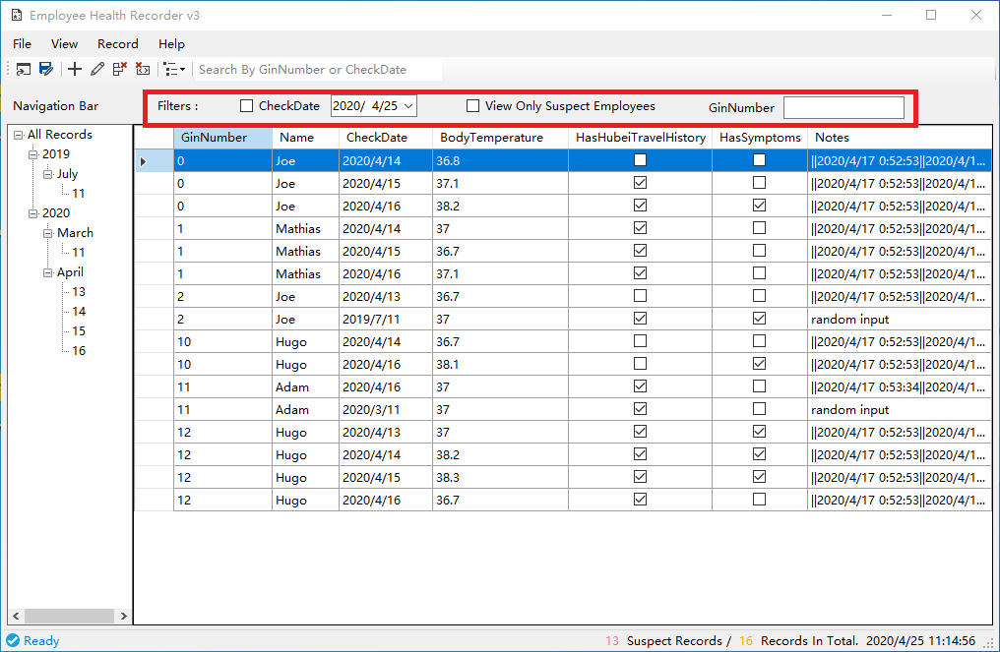 Employee Health Recorder v3
File View Record Help
Search By GinNumber or CheckDate
Navigation Bar
Filters : CheckDate 2020/ 4/25 View Only Suspect Employees GinNumber
All Records
2019
July
11
2020
March
11
April
13
14
15
16
GinNumber Name CheckDate BodyTemperature HasHubeiTravelHistory HasSymptoms Notes
0 Joe 2020/4/14 36.8 ||2020/4/17 0:52:53||2020/4/1...
0 Joe 2020/4/15 37.1 ||2020/4/17 0:52:53||2020/4/1...
0 Joe 2020/4/16 38.2 ||2020/4/17 0:52:53||2020/4/1...
1 Mathias 2020/4/14 37 ||2020/4/17 0:52:53||2020/4/1...
1 Mathias 2020/4/15 36.7 ||2020/4/17 0:52:53||2020/4/1...
1 Mathias 2020/4/16 37.1 ||2020/4/17 0:52:53||2020/4/1...
2 Joe 2020/4/13 36.7 ||2020/4/17 0:52:53||2020/4/1...
2 Joe 2019/7/11 37 random input
10 Hugo 2020/4/14 36.7 ||2020/4/17 0:52:53||2020/4/1...
10 Hugo 2020/4/16 38.1 ||2020/4/17 0:52:53||2020/4/1...
11 Adam 2020/4/16 37 ||2020/4/17 0:53:34||2020/4/1...
11 Adam 2020/3/11 37 random input
12 Hugo 2020/4/13 37 ||2020/4/17 0:52:53||2020/4/1...
12 Hugo 2020/4/14 38.2 ||2020/4/17 0:52:53||2020/4/1...
12 Hugo 2020/4/15 38.3 ||2020/4/17 0:52:53||2020/4/1...
12 Hugo 2020/4/16 36.7 ||2020/4/17 0:52:53||2020/4/1...
Ready 13 Suspect Records / 16 Records In Total. 2020/4/25 11:14:56